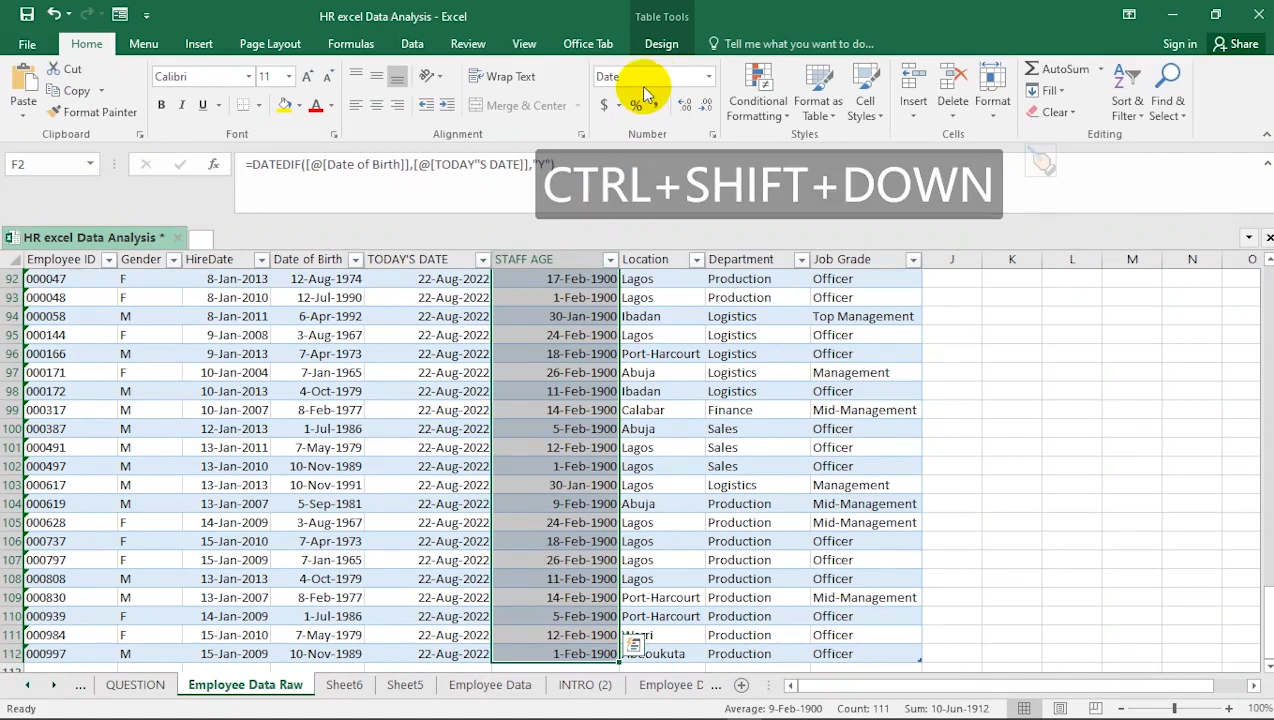 HR excel Data Analysis - Excel
Table Tools
File Home Menu Insert Page Layout Formulas Data Review View Office Tab Design Tell me what you want to do... Sign in Share
Paste
Cut
Copy
Format Painter
Clipboard
Calibri 11
B I U
Font
Wrap Text
Merge & Center
Alignment
Date
$ % ,
Number
Conditional Formatting
Format as Table
Cell Styles
Styles
Insert Delete Format
Cells
AutoSum
Fill
Clear
Sort & Filter
Find & Select
Editing
F2 fx =DATEDIF([@[Date of Birth]],[@[TODAY"S DATE]],"Y")
CTRL+SHIFT+DOWN
HR excel Data Analysis *
Employee ID Gender HireDate Date of Birth TODAY'S DATE STAFF AGE Location Department Job Grade J K L M N O
92 000047 F 8-Jan-2013 12-Aug-1974 22-Aug-2022 17-Feb-1900 Lagos Production Officer
93 000048 F 8-Jan-2010 12-Jul-1990 22-Aug-2022 1-Feb-1900 Lagos Production Officer
94 000058 M 8-Jan-2011 6-Apr-1992 22-Aug-2022 30-Jan-1900 Ibadan Logistics Top Management
95 000144 F 9-Jan-2008 3-Aug-1967 22-Aug-2022 24-Feb-1900 Lagos Production Officer
96 000166 M 9-Jan-2013 7-Apr-1973 22-Aug-2022 18-Feb-1900 Port-Harcourt Logistics Officer
97 000171 F 10-Jan-2004 7-Jan-1965 22-Aug-2022 26-Feb-1900 Abuja Logistics Management
98 000172 M 10-Jan-2013 4-Oct-1979 22-Aug-2022 11-Feb-1900 Ibadan Logistics Officer
99 000317 M 10-Jan-2007 8-Feb-1977 22-Aug-2022 14-Feb-1900 Calabar Finance Mid-Management
100 000387 M 12-Jan-2013 1-Jul-1986 22-Aug-2022 5-Feb-1900 Abuja Sales Officer
101 000491 M 13-Jan-2011 7-May-1979 22-Aug-2022 12-Feb-1900 Lagos Sales Officer
102 000497 M 13-Jan-2010 10-Nov-1989 22-Aug-2022 1-Feb-1900 Lagos Sales Officer
103 000617 M 13-Jan-2010 10-Nov-1991 22-Aug-2022 30-Jan-1900 Lagos Logistics Management
104 000619 M 13-Jan-2007 5-Sep-1981 22-Aug-2022 9-Feb-1900 Abuja Production Mid-Management
105 000628 F 14-Jan-2009 3-Aug-1967 22-Aug-2022 24-Feb-1900 Lagos Production Mid-Management
106 000737 M 15-Jan-2009 7-Apr-1973 22-Aug-2022 18-Feb-1900 Lagos Production Officer
107 000797 F 15-Jan-2009 7-Jan-1965 22-Aug-2022 26-Feb-1900 Lagos Production Officer
108 000808 M 13-Jan-2013 4-Oct-1979 22-Aug-2022 11-Feb-1900 Lagos Production Officer
109 000830 M 13-Jan-2007 8-Feb-1977 22-Aug-2022 14-Feb-1900 Port-Harcourt Production Mid-Management
110 000939 F 14-Jan-2009 1-Jul-1986 22-Aug-2022 5-Feb-1900 Port-Harcourt Production Officer
111 000984 F 15-Jan-2010 7-May-1979 22-Aug-2022 12-Feb-1900 Production Officer
112 000997 M 15-Jan-2009 10-Nov-1989 22-Aug-2022 1-Feb-1900 Production Officer
... QUESTION Employee Data Raw Sheet6 Sheet5 Employee Data INTRO (2) Employee D ...
Ready Average: 9-Feb-1900 Count: 111 Sum: 10-Jun-1912 100%